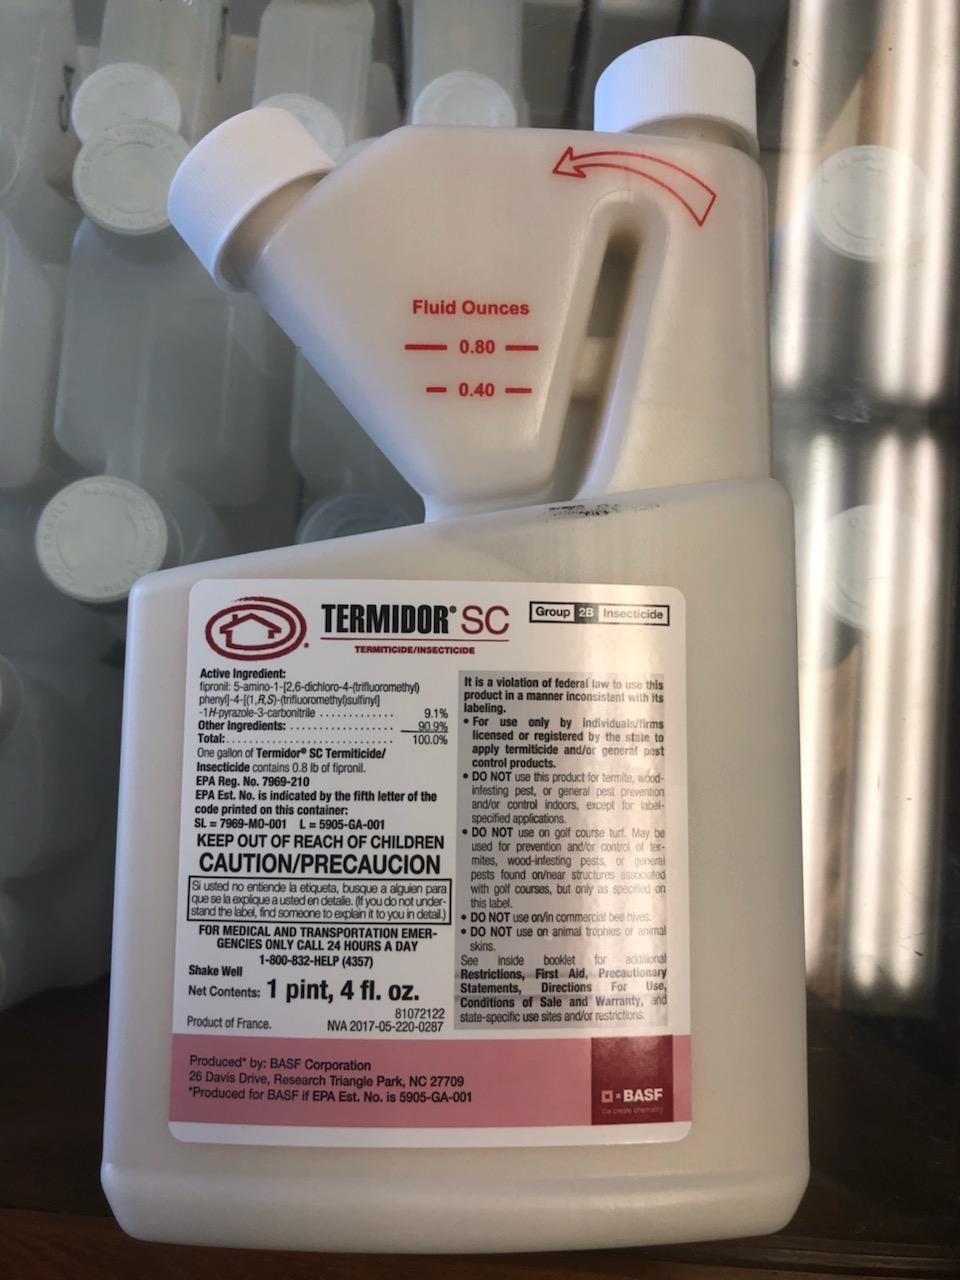 Fluid Ounces
0.80
0.40
TERMIDOR® SC
TERMITICIDE/INSECTICIDE
Group 2B Insecticide
Active Ingredient:
fipronil: 5-amino-1-[2,6-dichloro-4-(trifluoromethyl)
phenyl]-4-[(1,R,S)-(trifluoromethyl)sulfinyl]
-1H-pyrazole-3-carbonitrile ............. 9.1%
Other Ingredients: ................. 90.9%
Total: .......................... 100.0%
One gallon of Termidor® SC Termiticide/
Insecticide contains 0.8 lb of fipronil.
EPA Reg. No. 7969-210
EPA Est. No. is indicated by the fifth letter of the
code printed on this container:
SL = 7969-MO-001 L = 5905-GA-001
KEEP OUT OF REACH OF CHILDREN
CAUTION/PRECAUCION
Si usted no entiende la etiqueta, busque a alguien para
que se la explique a usted en detalle. (If you do not under-
stand the label, find someone to explain it to you in detail.)
FOR MEDICAL AND TRANSPORTATION EMER-
GENCIES ONLY CALL 24 HOURS A DAY
1-800-832-HELP (4357)
Shake Well
Net Contents: 1 pint, 4 fl. oz.
81072122
Product of France. NVA 2017-05-220-0287
It is a violation of federal law to use this
product in a manner inconsistent with its
labeling.
• For use only by individuals/firms
licensed or registered by the state to
apply termiticide and/or general pest
control products.
• DO NOT use this product for termite, wood-
infesting pest, or general pest prevention
and/or control indoors, except for label-
specified applications.
• DO NOT use on golf course turf. May be
used for prevention and/or control of ter-
mites, wood-infesting pests, or general
pests found on/near structures associated
with golf courses, but only as specified on
this label.
• DO NOT use on/in commercial bee hives.
• DO NOT use on animal trophies or animal
skins.
See inside booklet for additional
Restrictions, First Aid, Precautionary
Statements, Directions For Use,
Conditions of Sale and Warranty, and
state-specific use sites and/or restrictions.
Produced* by: BASF Corporation
26 Davis Drive, Research Triangle Park, NC 27709
*Produced for BASF if EPA Est. No. is 5905-GA-001
BASF
We create chemistry